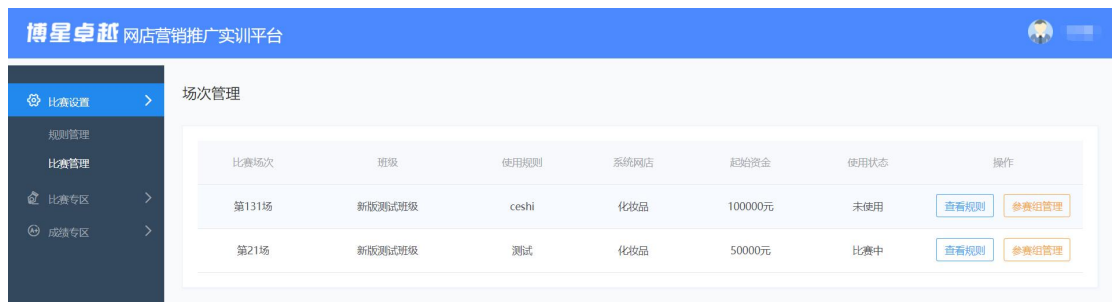 博星卓越 网店营销推广实训平台
比赛设置
规则管理
比赛管理
比赛专区
成绩专区
场次管理
比赛场次 班级 使用规则 系统网店 起始资金 使用状态 操作
第131场 新版测试班级 ceshi 化妆品 100000元 未使用 查看规则 参赛组管理
第21场 新版测试班级 测试 化妆品 50000元 比赛中 查看规则 参赛组管理